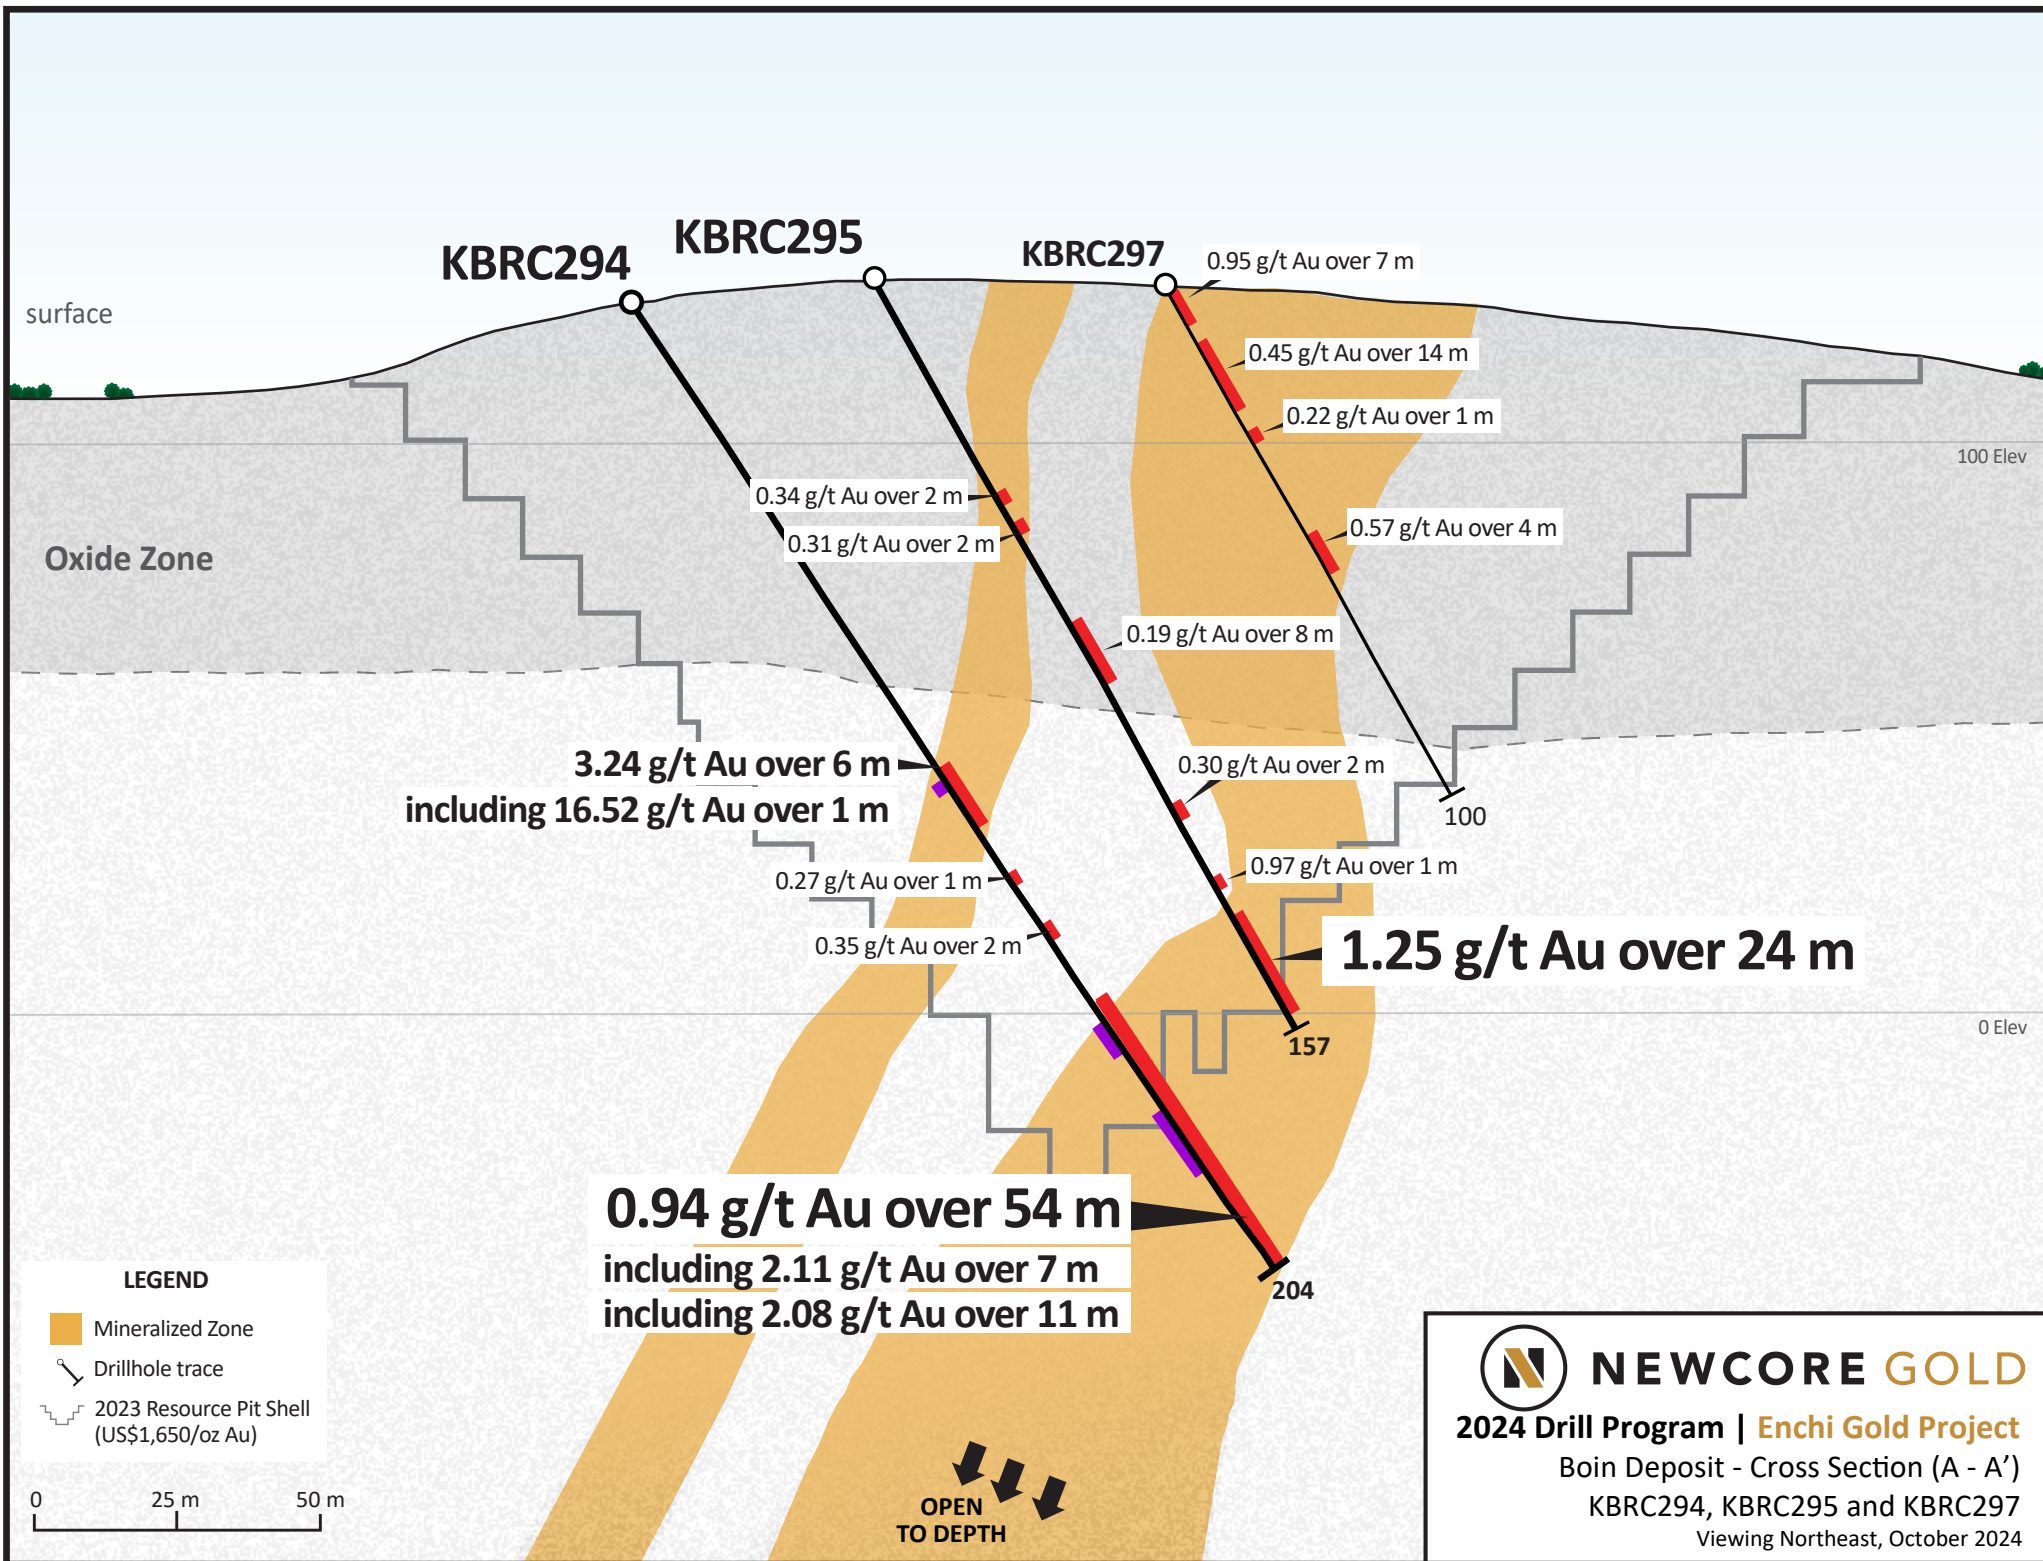 KBRC294
KBRC295
KBRC297
0.95 g/t Au over 7 m
surface
0.45 g/t Au over 14 m
0.22 g/t Au over 1 m
100 Elev
0.34 g/t Au over 2 m
0.31 g/t Au over 2 m
0.57 g/t Au over 4 m
Oxide Zone
0.19 g/t Au over 8 m
3.24 g/t Au over 6 m
including 16.52 g/t Au over 1 m
0.30 g/t Au over 2 m
100
0.27 g/t Au over 1 m
0.97 g/t Au over 1 m
0.35 g/t Au over 2 m
1.25 g/t Au over 24 m
0 Elev
157
0.94 g/t Au over 54 m
including 2.11 g/t Au over 7 m
including 2.08 g/t Au over 11 m
204
LEGEND
Mineralized Zone
Drillhole trace
2023 Resource Pit Shell
(US$1,650/oz Au)
0 25 m 50 m
OPEN
TO DEPTH
N NEWCORE GOLD
2024 Drill Program | Enchi Gold Project
Boin Deposit - Cross Section (A - A’)
KBRC294, KBRC295 and KBRC297
Viewing Northeast, October 2024